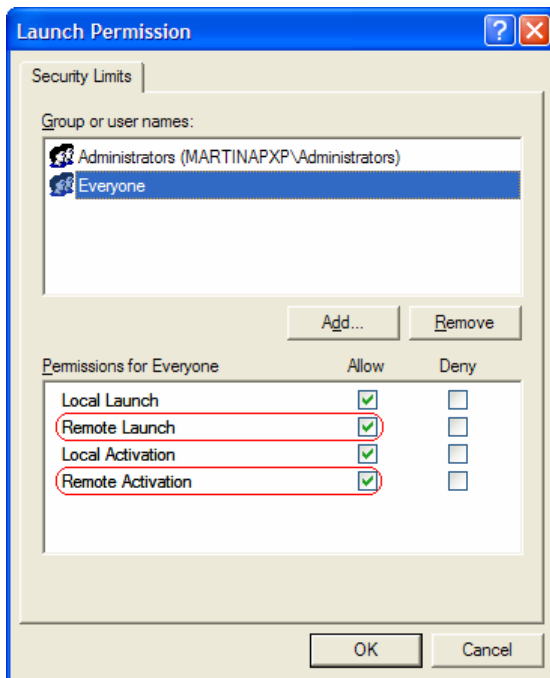 Launch Permission
Security Limits
Group or user names:
Administrators (MARTINAPXP\Administrators)
Everyone
Add... Remove
Permissions for Everyone Allow Deny
Local Launch
Remote Launch
Local Activation
Remote Activation
OK Cancel